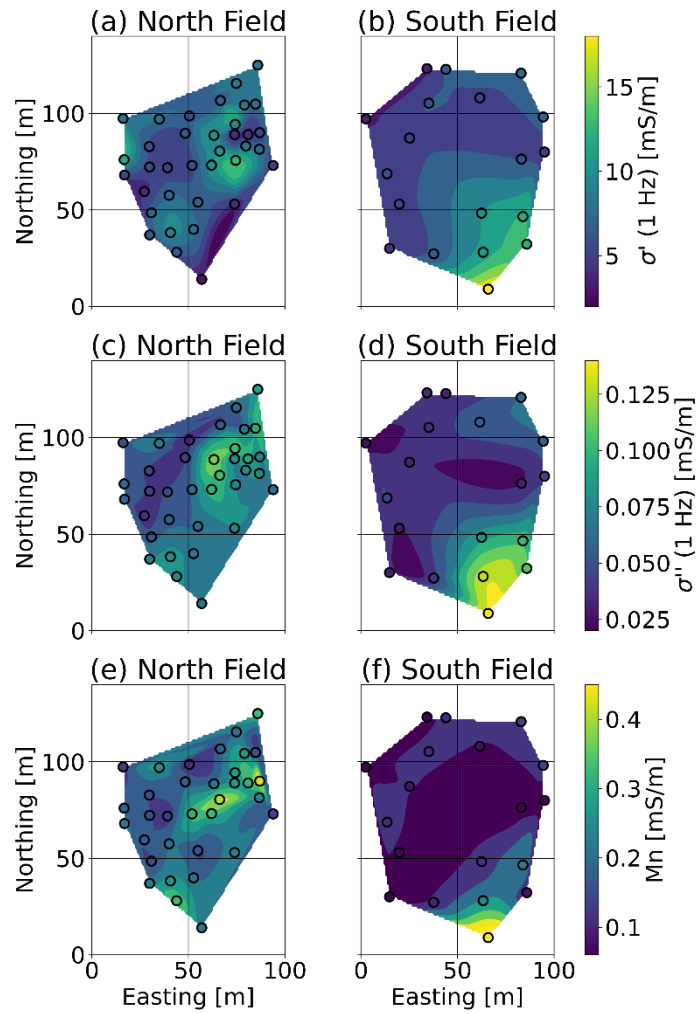 (a) North Field
(b) South Field
Northing [m]
100
50
0
15
10
5
σ' (1 Hz) [mS/m]
(c) North Field
(d) South Field
Northing [m]
100
50
0
0.125
0.100
0.075
0.050
0.025
σ'' (1 Hz) [mS/m]
(e) North Field
(f) South Field
Northing [m]
100
50
0
0.4
0.3
0.2
0.1
Mn [mS/m]
0 50 100
0 50 100
Easting [m]
Easting [m]